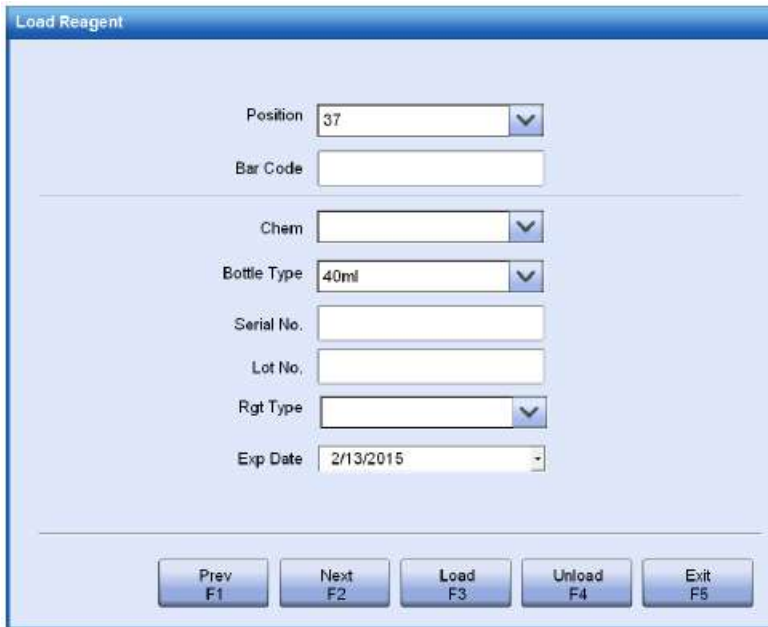 Load Reagent
Position 37
Bar Code
Chem
Bottle Type 40ml
Serial No.
Lot No.
Rgt Type
Exp Date 2/13/2015
Prev Next Load Unload Exit
F1 F2 F3 F4 F5